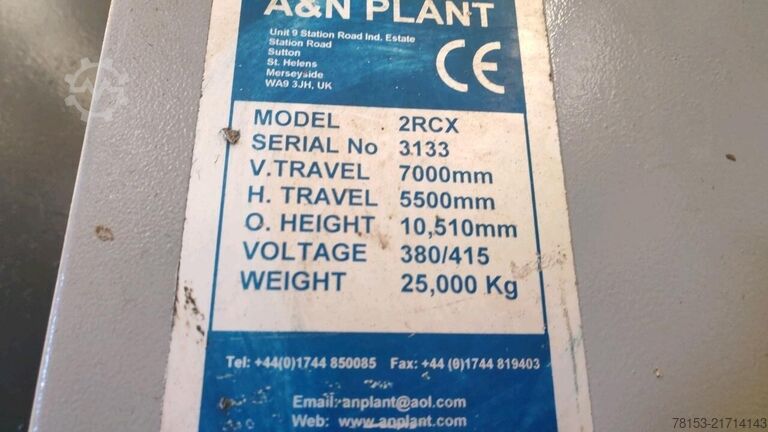 A&N PLANT
Unit 9 Station Road Ind. Estate
Station Road
Sutton
St. Helens
Merseyside
WA9 3JH, UK
CE
MODEL 2RCX
SERIAL No 3133
V.TRAVEL 7000mm
H. TRAVEL 5500mm
O. HEIGHT 10,510mm
VOLTAGE 380/415
WEIGHT 25,000 Kg
Tel: +44(0)1744 850085 Fax: +44 (0)1744 819403
Email: anplant@aol.com
Web: www.anplant.com
78153-21714143